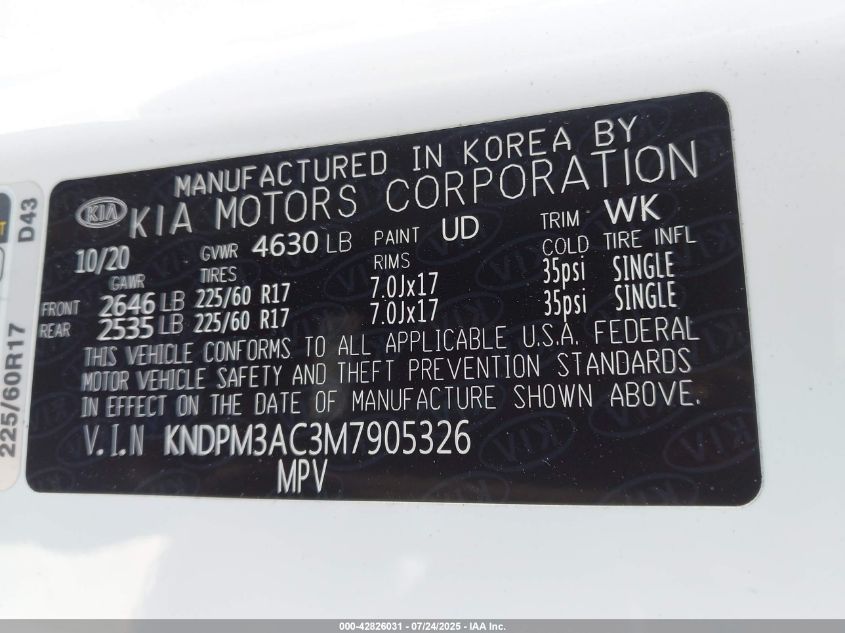 MANUFACTURED IN KOREA BY
KIA KIA MOTORS CORPORATION
10/20 GVWR 4630 LB PAINT UD TRIM WK
GAWR TIRES RIMS COLD TIRE INFL
FRONT 2646 LB 225/60 R17 7.0Jx17 35psi SINGLE
REAR 2535 LB 225/60 R17 7.0Jx17 35psi SINGLE
THIS VEHICLE CONFORMS TO ALL APPLICABLE U.S.A. FEDERAL
MOTOR VEHICLE SAFETY AND THEFT PREVENTION STANDARDS
IN EFFECT ON THE DATE OF MANUFACTURE SHOWN ABOVE.
V.I.N KNDPM3AC3M7905326
MPV
D43
225/60R17
000-42826031 - 07/24/2025 - IAA Inc.